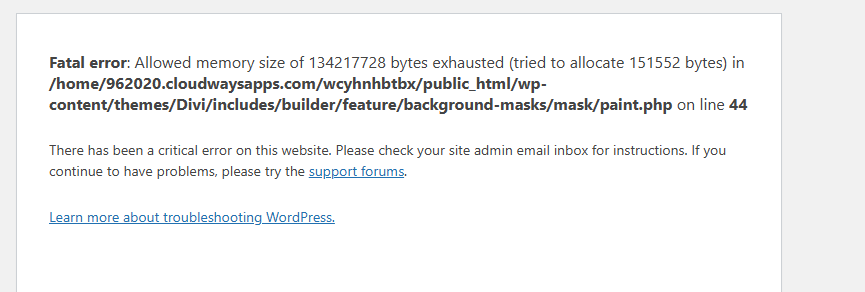 Fatal error: Allowed memory size of 134217728 bytes exhausted (tried to allocate 151552 bytes) in
/home/962020.cloudwaysapps.com/wcyhnhbtbx/public_html/wp-
content/themes/Divi/includes/builder/feature/background-masks/mask/paint.php on line 44
There has been a critical error on this website. Please check your site admin email inbox for instructions. If you
continue to have problems, please try the support forums.
Learn more about troubleshooting WordPress.